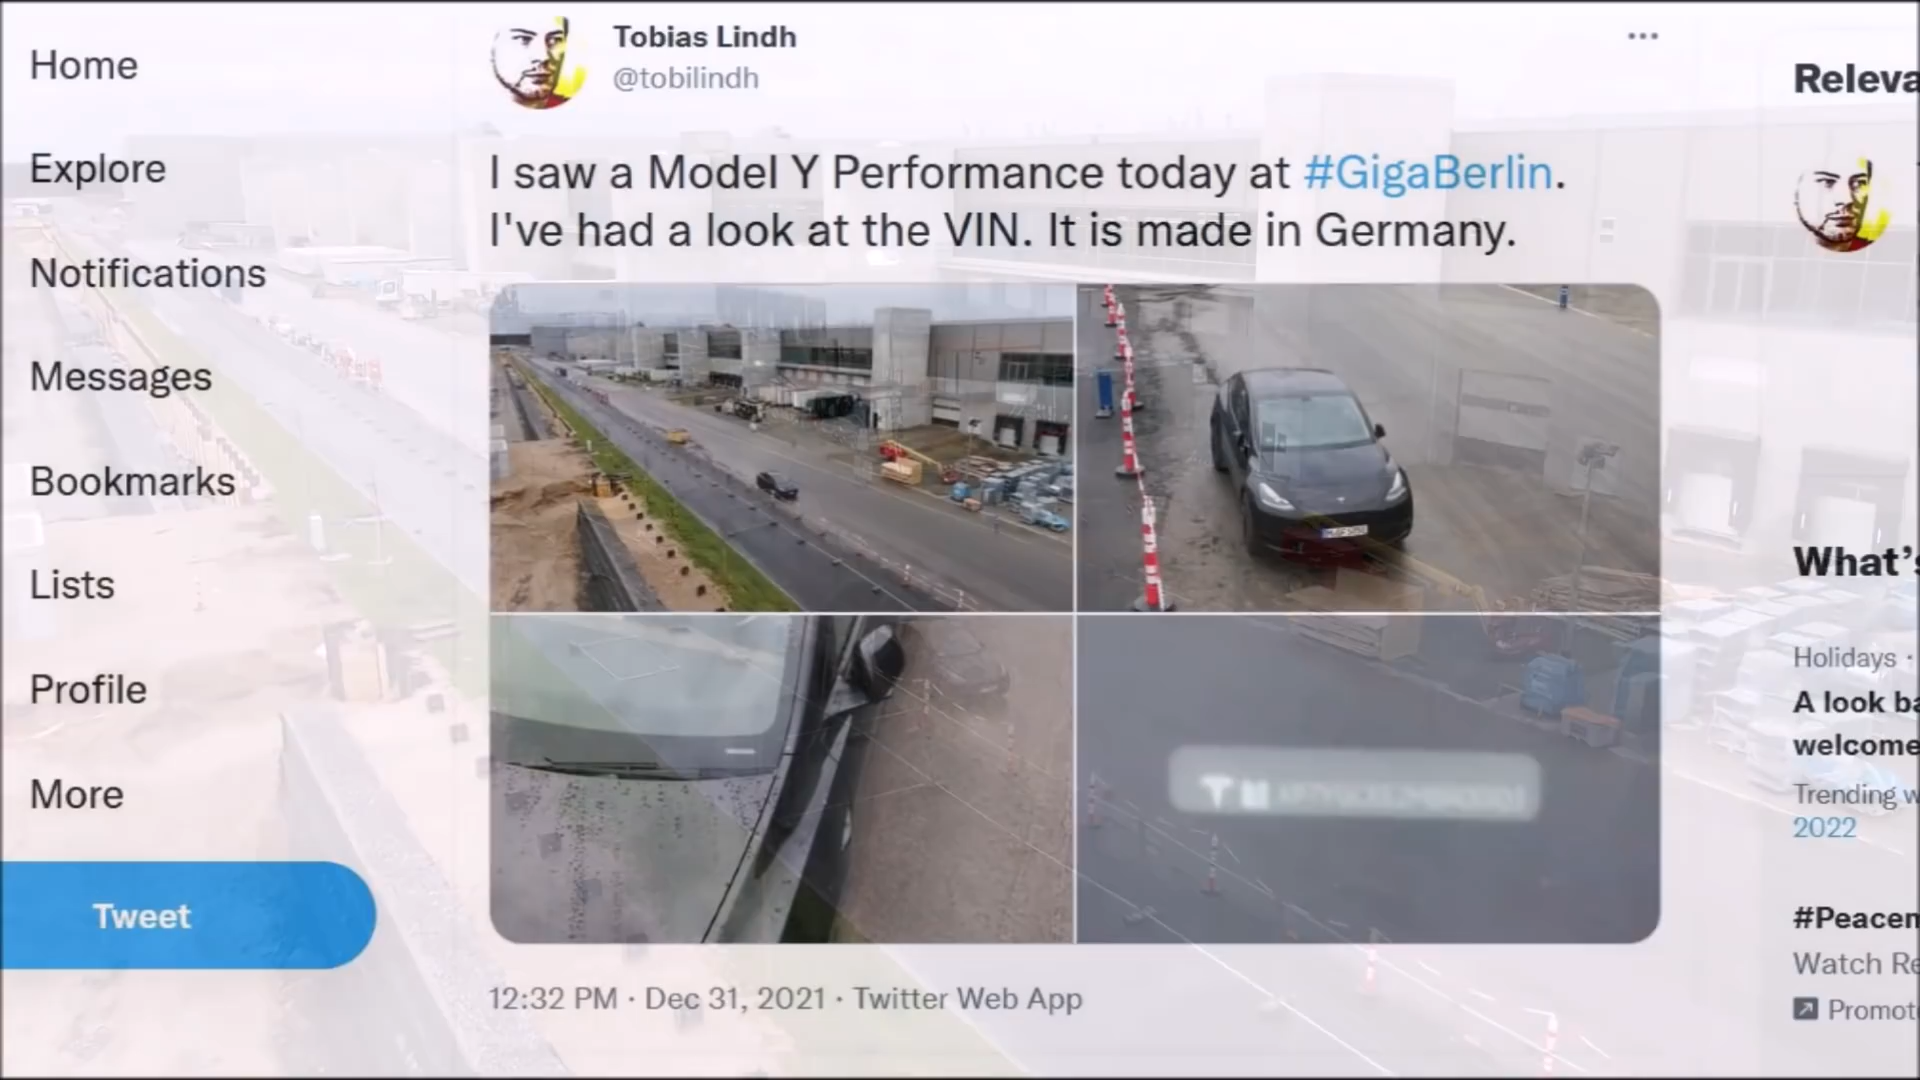 Home
Explore
Notifications
Messages
Bookmarks
Lists
Profile
More
Tweet
Tobias Lindh
@tobilindh
I saw a Model Y Performance today at #GigaBerlin.
I've had a look at the VIN. It is made in Germany.
12:32 PM · Dec 31, 2021 · Twitter Web App
Releva
What's
Holidays ·
A look ba
welcome
Trending w
2022
#Peacem
Watch Re
Promot